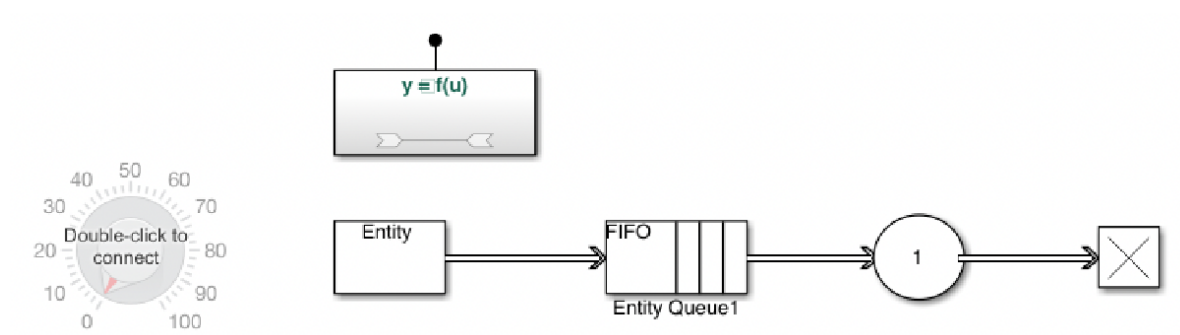 y = f(u)
50
40
60
30
70
Double-click to
connect
20
80
10
90
0
100
Entity
FIFO
1
Entity Queue1